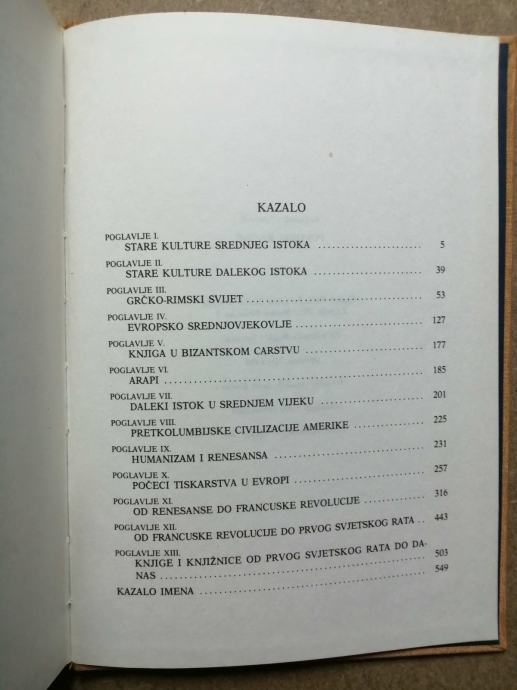 KAZALO
POGLAVLJE I.
STARE KULTURE SREDNJEG ISTOKA . . . . . . . . . . . . . . . . . . 5
POGLAVLJE II.
STARE KULTURE DALEKOG ISTOKA . . . . . . . . . . . . . . . . . . 39
POGLAVLJE III.
GRČKO-RIMSKI SVIJET . . . . . . . . . . . . . . . . . . 53
POGLAVLJE IV.
EVROPSKO SREDNJOVJEKOVLJE . . . . . . . . . . . . . . . . . . 127
POGLAVLJE V.
KNJIGA U BIZANTSKOM CARSTVU . . . . . . . . . . . . . . . . . . 177
POGLAVLJE VI.
ARAPI . . . . . . . . . . . . . . . . . . 185
POGLAVLJE VII.
DALEKI ISTOK U SREDNJEM VIJEKU . . . . . . . . . . . . . . . . . . 201
POGLAVLJE VIII.
PRETKOLUMBIJSKE CIVILIZACIJE AMERIKE . . . . . . . . . . . . . . 225
POGLAVLJE IX.
HUMANIZAM I RENESANSA . . . . . . . . . . . . . . . . . . 231
POGLAVLJE X.
POČECI TISKARSTVA U EVROPI . . . . . . . . . . . . . . . . . . 257
POGLAVLJE XI.
OD RENESANSE DO FRANCUSKE REVOLUCIJE . . . . . . . . . . . . 316
POGLAVLJE XII.
OD FRANCUSKE REVOLUCIJE DO PRVOG SVJETSKOG RATA . . 443
POGLAVLJE XIII.
KNJIGE I KNJIŽNICE OD PRVOG SVJETSKOG RATA DO DA-
NAS . . . . . . . . . . . . . . . . . . 503
KAZALO IMENA . . . . . . . . . . . . . . . . . . 549